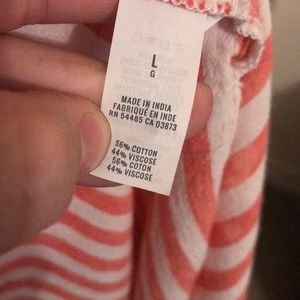 L
G
MADE IN INDIA
FABRIQUÉ EN INDE
RN 54485 CA 03873
56% COTTON
44% VISCOSE
56% COTON
44% VISCOSE